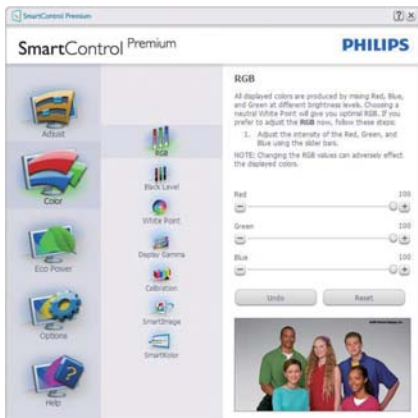 SmartControl Premium
SmartControl Premium
PHILIPS
Adjust
Color
Eco Power
Options
Help
RGB
Black Level
White Point
Display Gamma
Calibration
SmartImage
SmartKolor
RGB
All displayed colors are produced by mixing Red, Blue,
and Green at different brightness levels. Choosing a
neutral White Point will give you optimal RGB. If you
prefer to adjust the RGB now, follow these steps:
1. Adjust the intensity of the Red, Green, and
Blue using the slider bars.
NOTE: Changing the RGB values can adversely effect
the displayed colors.
Red 100
Green 100
Blue 100
Undo Reset